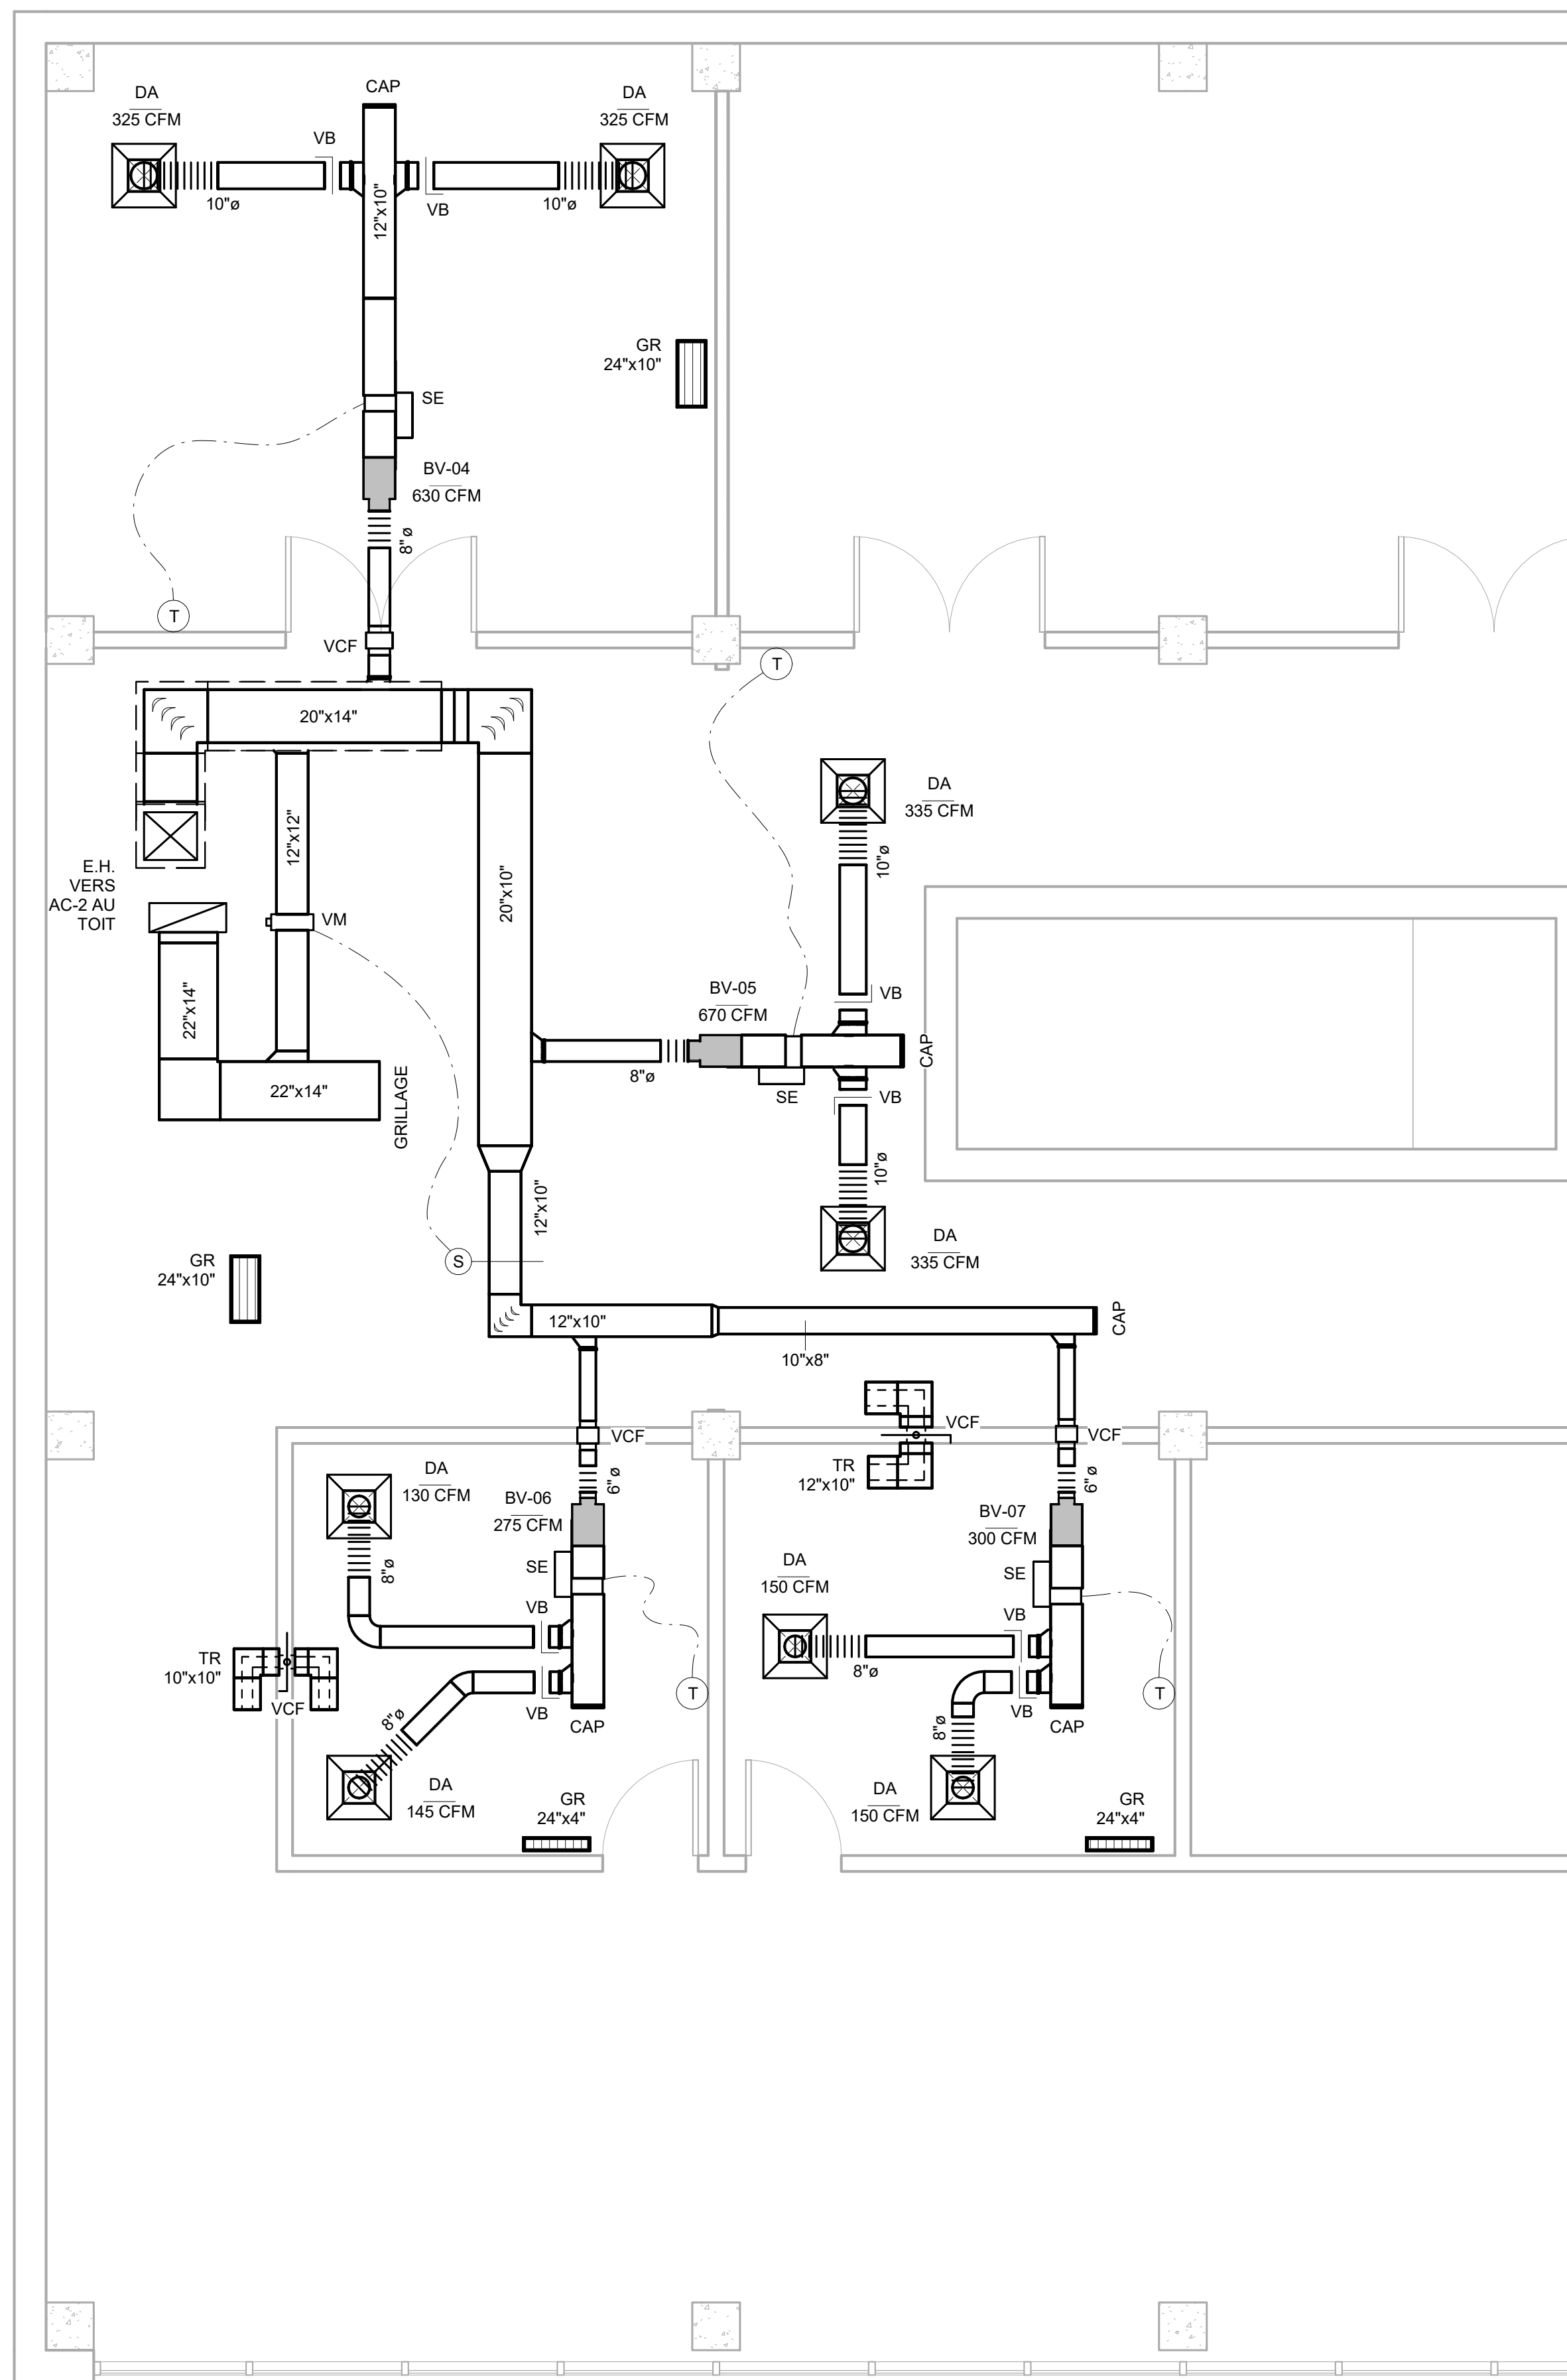 CAP
DA
325 CFM
DA
325 CFM
VB
VB
10"ø
10"ø
12"x10"
GR
24"x10"
SE
BV-04
630 CFM
8"ø
T
VCF
T
20"x14"
12"x12"
E.H.
VERS
AC-2 AU
TOIT
VM
20"x10"
DA
335 CFM
10"ø
22"x14"
BV-05
670 CFM
VB
CAP
8"ø
SE
VB
22"x14"
GRILLAGE
10"ø
12"x10"
DA
335 CFM
S
GR
24"x10"
12"x10"
CAP
10"x8"
VCF
VCF
VCF
TR
12"x10"
DA
130 CFM
6"ø
BV-06
275 CFM
6"ø
BV-07
300 CFM
SE
8"ø
DA
150 CFM
SE
VB
VB
TR
10"x10"
8"ø
VCF
T
T
VB
CAP
VB
CAP
8"ø
8"ø
DA
145 CFM
DA
150 CFM
GR
24"x4"
GR
24"x4"